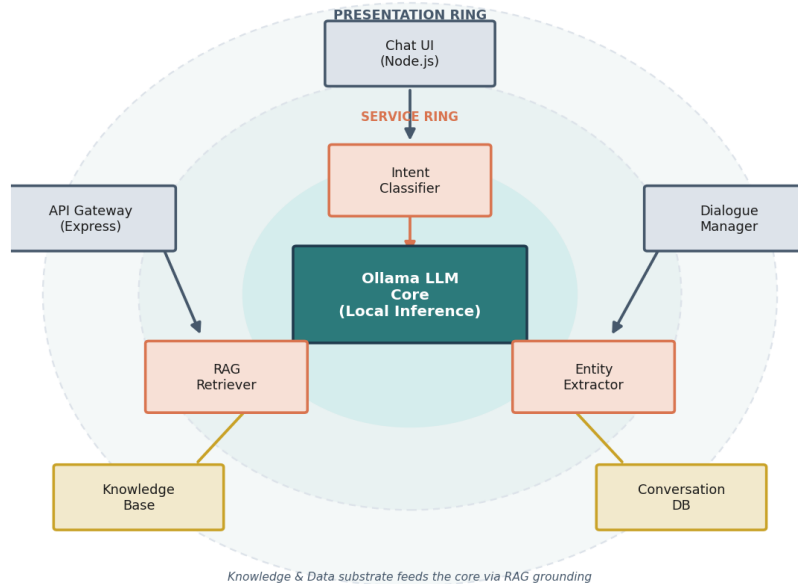 PRESENTATION RING
Chat UI
(Node.js)
SERVICE RING
Intent
Classifier
API Gateway
(Express)
Dialogue
Manager
Ollama LLM
Core
(Local Inference)
RAG
Retriever
Entity
Extractor
Knowledge
Base
Conversation
DB
Knowledge & Data substrate feeds the core via RAG grounding